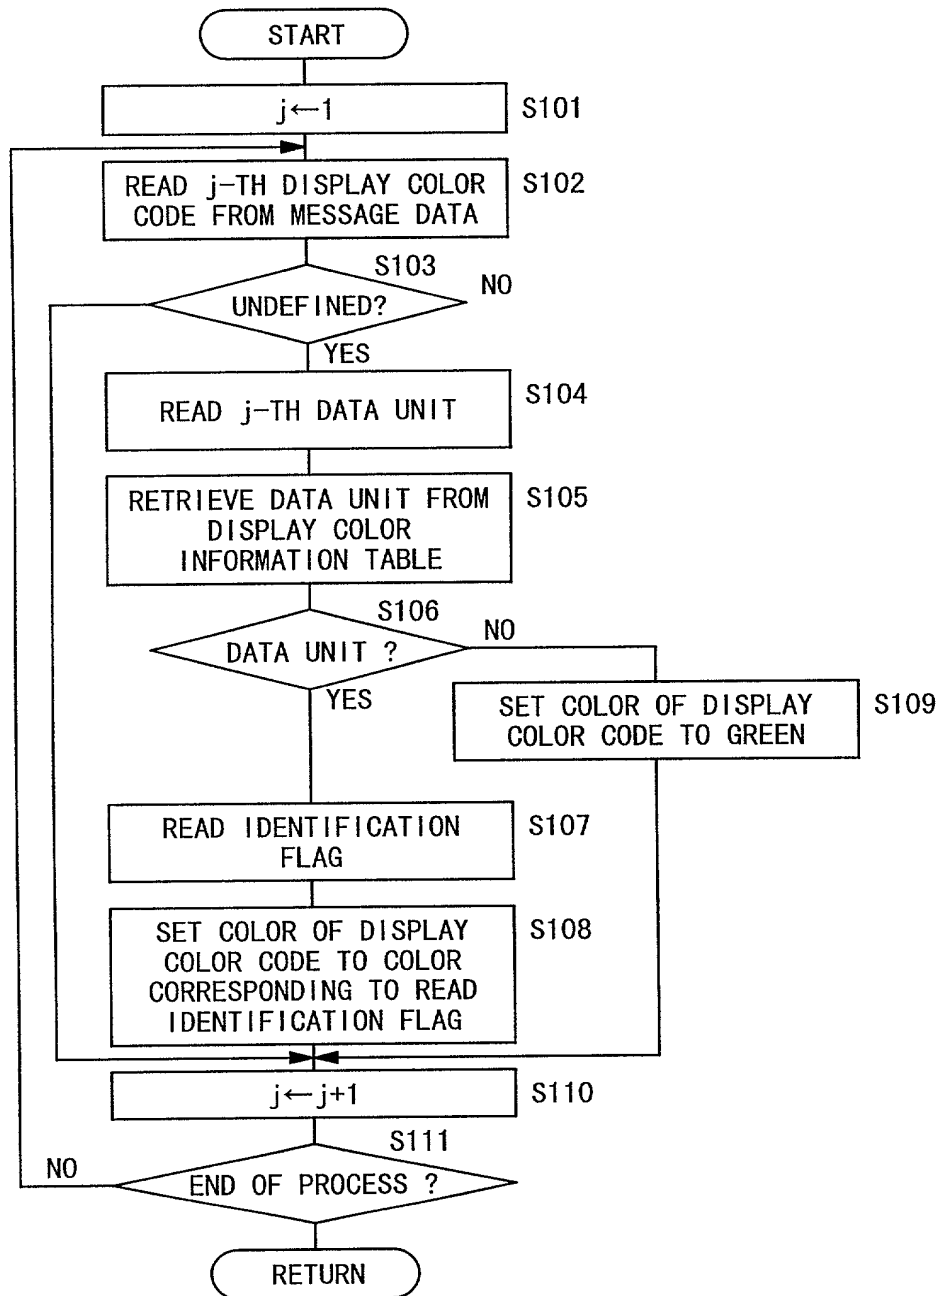 START
j←1
S101
READ j-TH DISPLAY COLOR
CODE FROM MESSAGE DATA
S102
S103
UNDEFINED?
NO
YES
READ j-TH DATA UNIT
S104
RETRIEVE DATA UNIT FROM
DISPLAY COLOR
INFORMATION TABLE
S105
S106
DATA UNIT ?
NO
YES
SET COLOR OF DISPLAY
COLOR CODE TO GREEN
S109
READ IDENTIFICATION
FLAG
S107
SET COLOR OF DISPLAY
COLOR CODE TO COLOR
CORRESPONDING TO READ
IDENTIFICATION FLAG
S108
j←j+1
S110
S111
NO
END OF PROCESS ?
RETURN